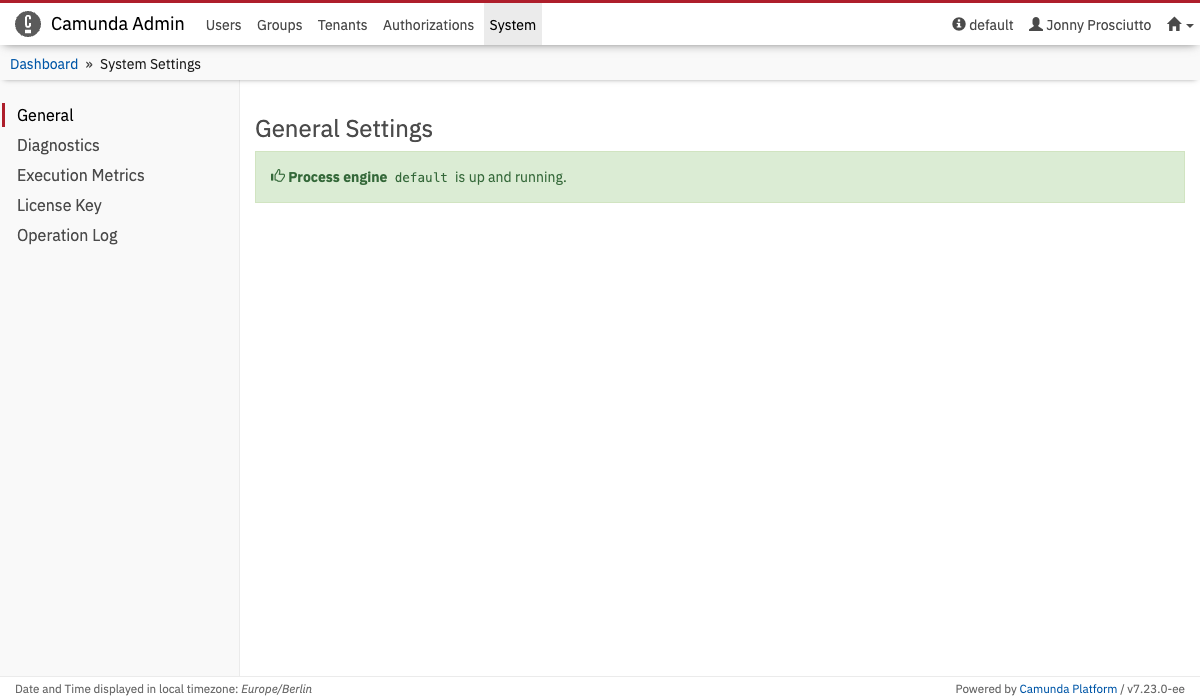 Camunda Admin Users Groups Tenants Authorizations System default Jonny Prosciutto
Dashboard » System Settings
General
Diagnostics
Execution Metrics
License Key
Operation Log
General Settings
Process engine default is up and running.
Date and Time displayed in local timezone: Europe/Berlin
Powered by Camunda Platform / v7.23.0-ee